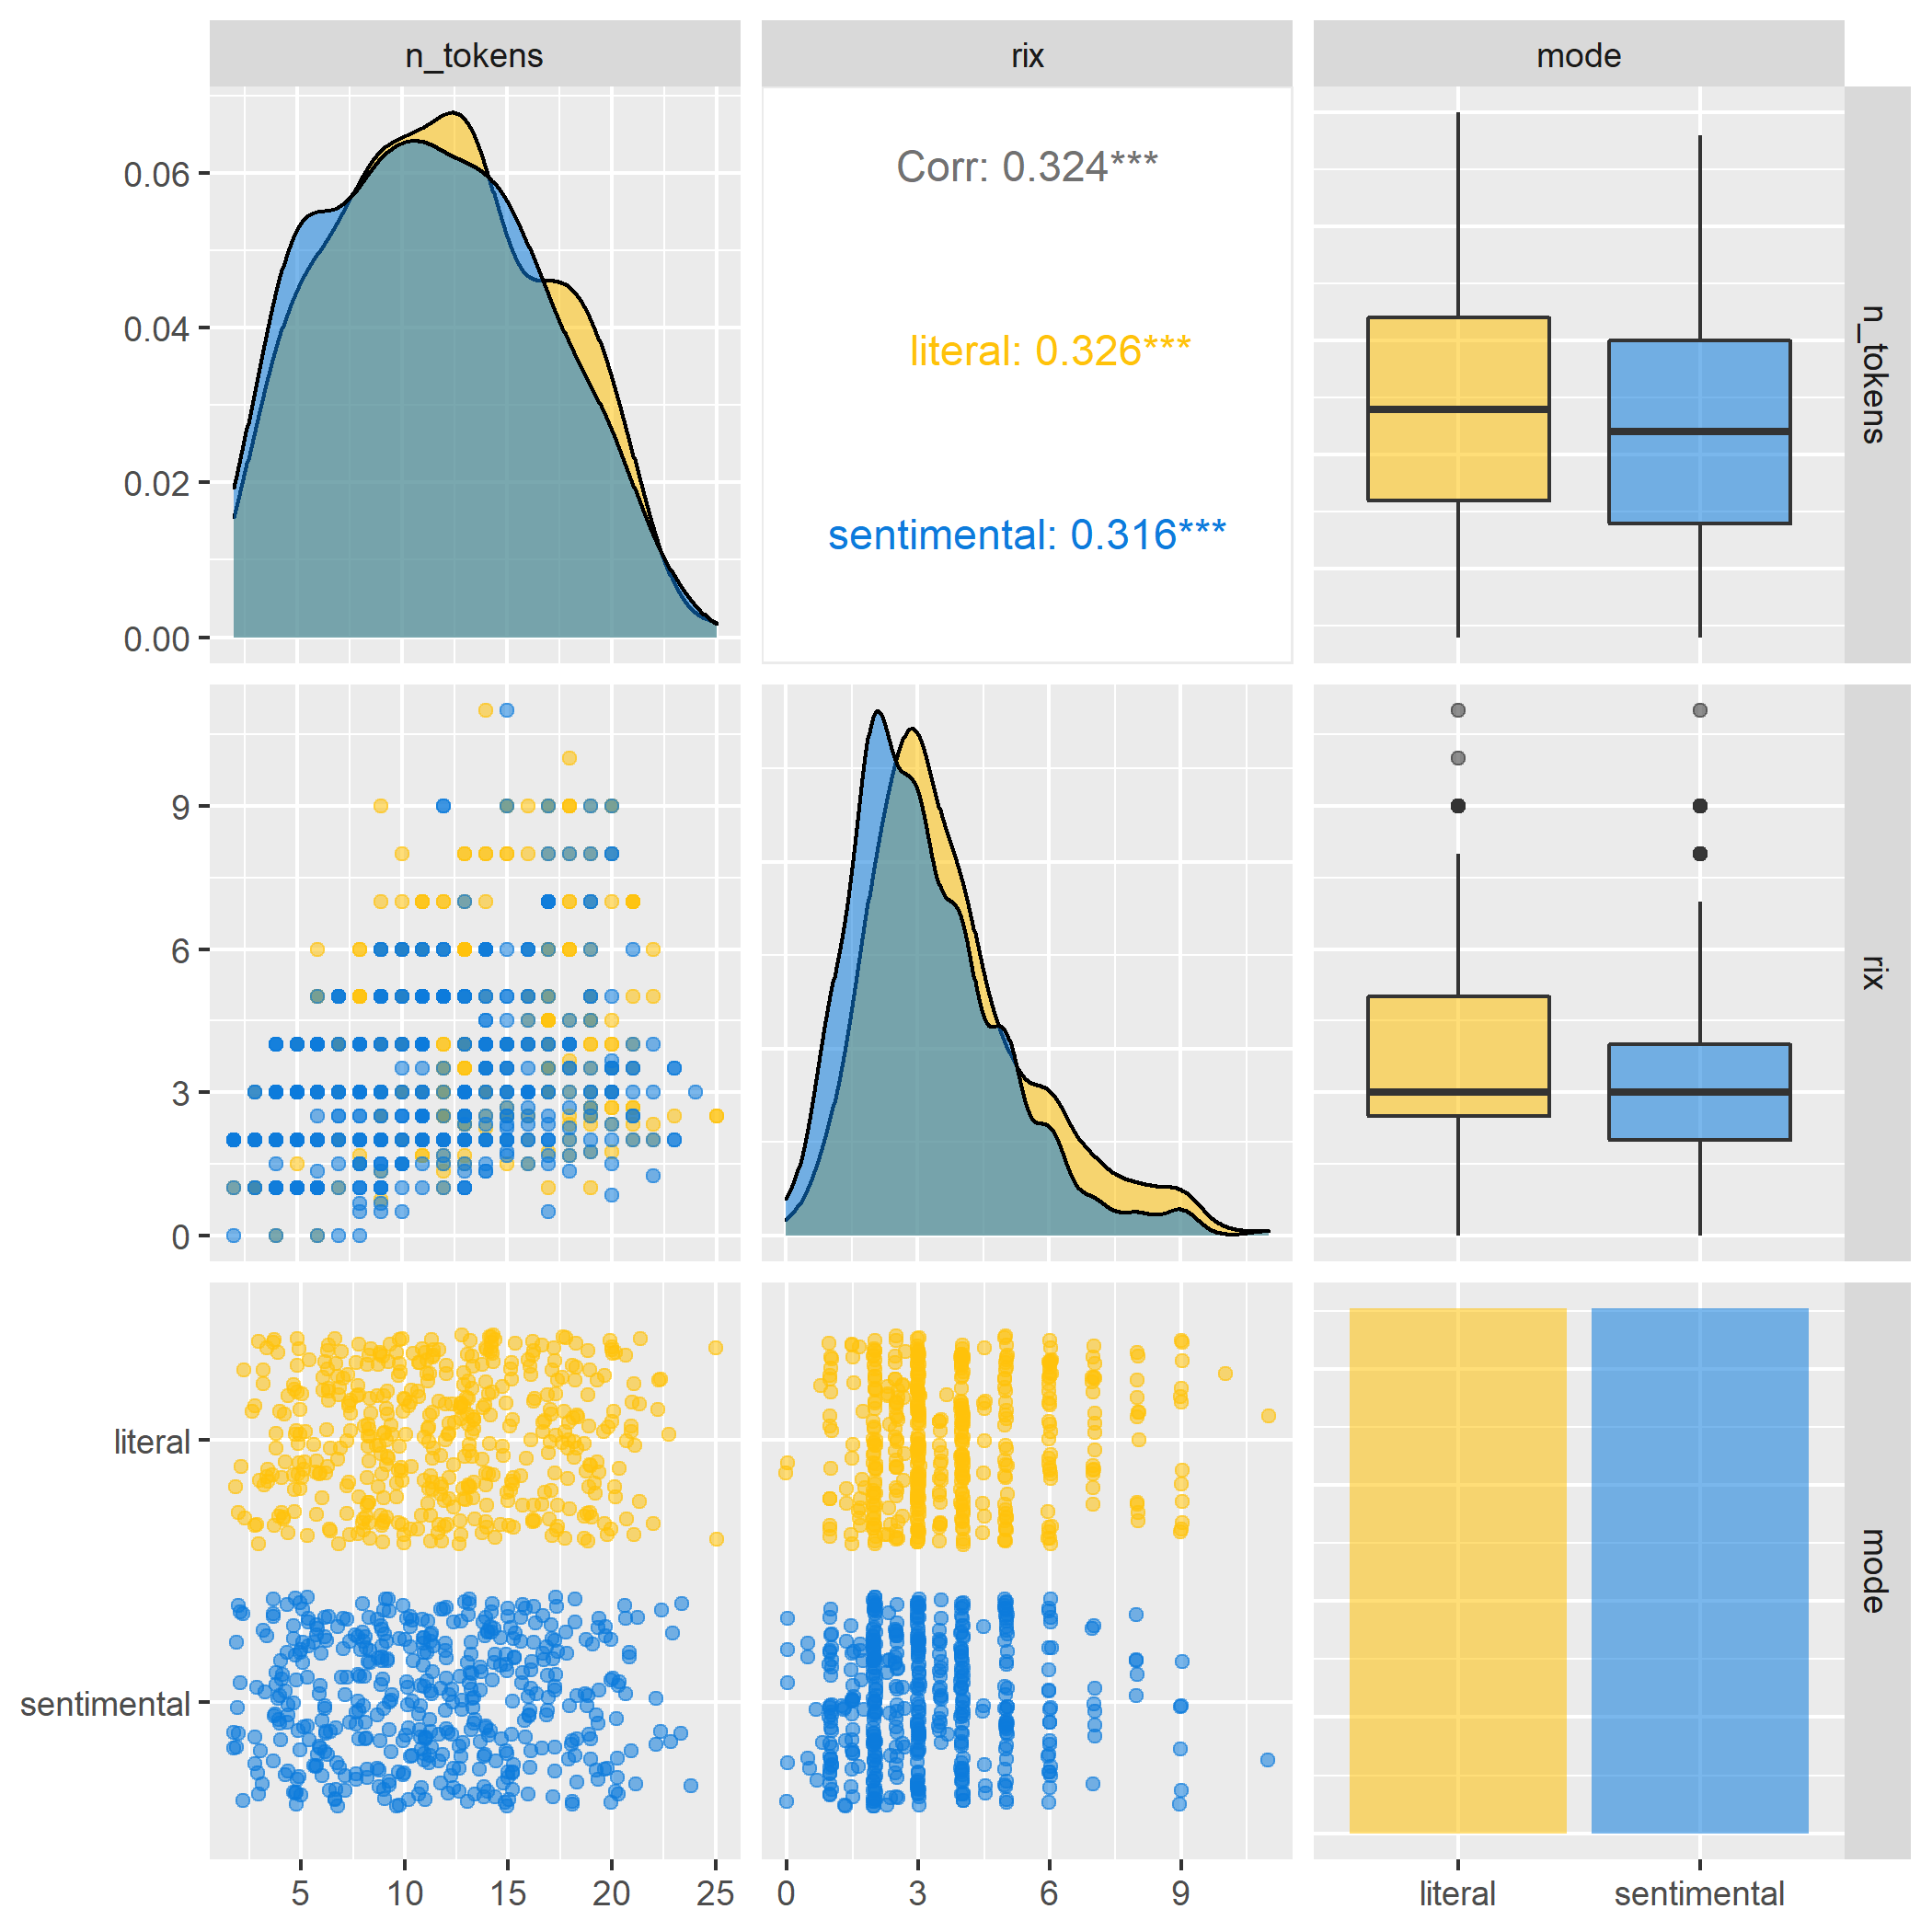 n_tokens
rix
mode
0.06
0.04
0.02
0.00
Corr: 0.324***
literal: 0.326***
sentimental: 0.316***
n_tokens
9
6
3
0
rix
literal
sentimental
mode
5
10
15
20
25
0
3
6
9
literal
sentimental